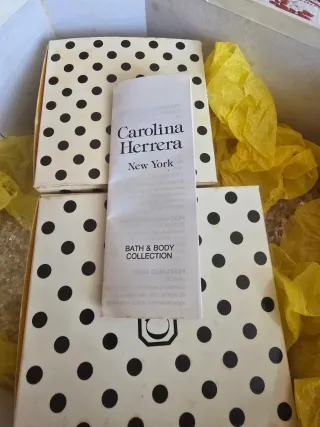 Carolina
Herrera
New York
BATH & BODY
COLLECTION